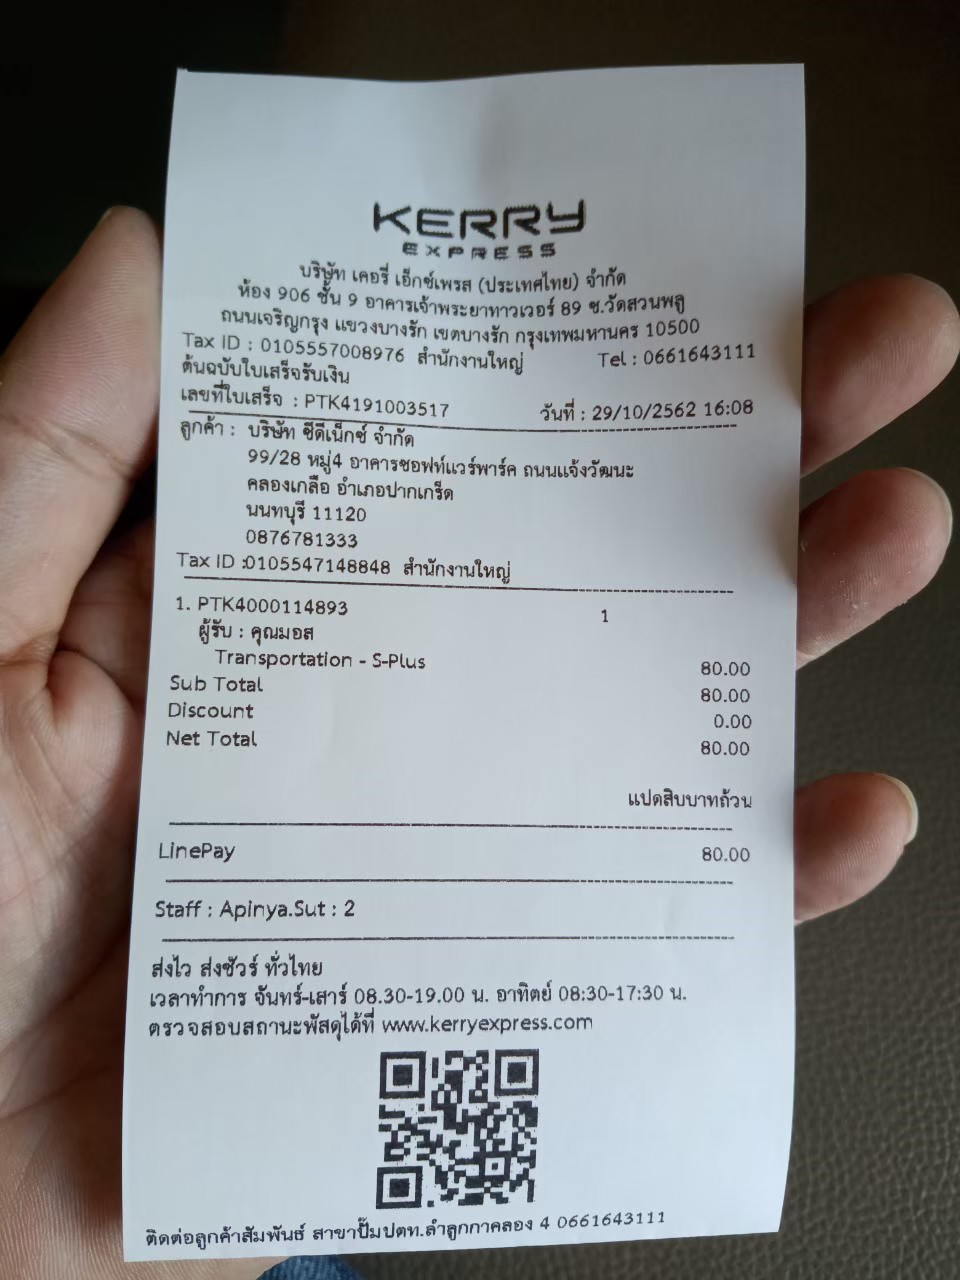 KERRY
EXPRESS
บริษัท เคอรี่ เอ็กซ์เพรส (ประเทศไทย) จำกัด
ห้อง 906 ชั้น 9 อาคารเจ้าพระยาทาวเวอร์ 89 ซ.วัดสวนพลู
ถนนเจริญกรุง แขวงบางรัก เขตบางรัก กรุงเทพมหานคร 10500
Tax ID : 0105557008976 สำนักงานใหญ่ Tel : 0661643111
ต้นฉบับใบเสร็จรับเงิน
เลขที่ใบเสร็จ : PTK4191003517 วันที่ : 29/10/2562 16:08
ลูกค้า : บริษัท ซีดีเน็กซ์ จำกัด
99/28 หมู่4 อาคารซอฟท์แวร์พาร์ค ถนนแจ้งวัฒนะ
คลองเกลือ อำเภอปากเกร็ด
นนทบุรี 11120
0876781333
Tax ID :0105547148848 สำนักงานใหญ่
1. PTK4000114893 1
ผู้รับ : คุณมอส
Transportation - S-Plus 80.00
Sub Total 80.00
Discount 0.00
Net Total 80.00
แปดสิบบาทถ้วน
LinePay 80.00
Staff : Apinya.Sut : 2
ส่งไว ส่งชัวร์ ทั่วไทย
เวลาทำการ จันทร์-เสาร์ 08.30-19.00 น. อาทิตย์ 08:30-17:30 น.
ตรวจสอบสถานะพัสดุได้ที่ www.kerryexpress.com
ติดต่อลูกค้าสัมพันธ์ สาขาปั๊มปตท.ลำลูกกาคลอง 4 0661643111